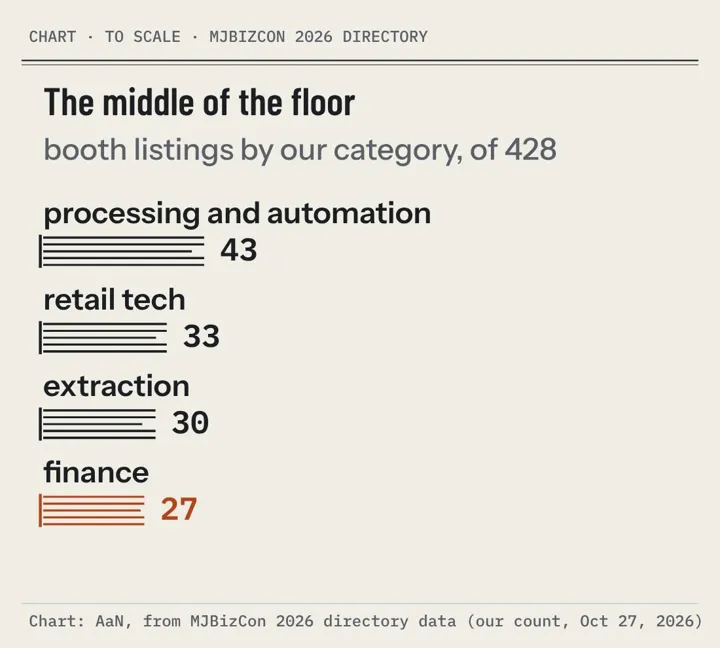 CHART · TO SCALE · MJBIZCON 2026 DIRECTORY
The middle of the floor
booth listings by our category, of 428
processing and automation
43
retail tech
33
extraction
30
finance
27
Chart: AaN, from MJBizCon 2026 directory data (our count, Oct 27, 2026)